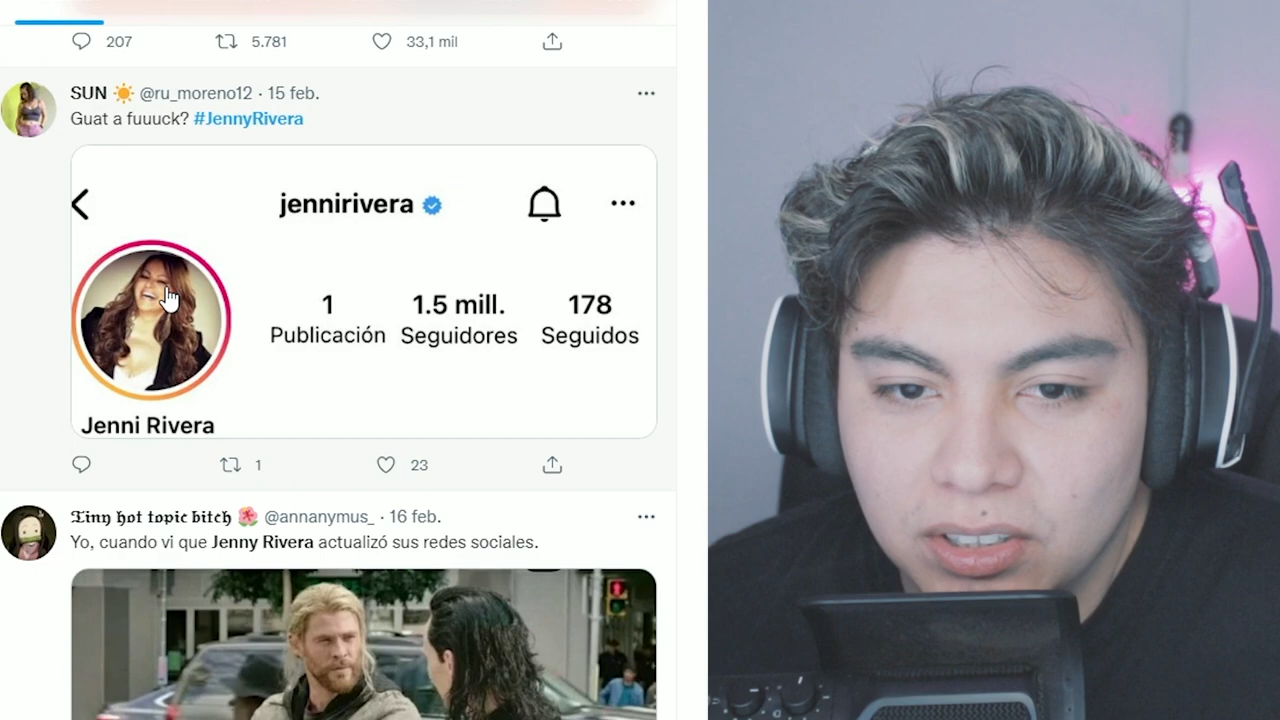 207 5.781 33,1 mil
SUN ☀️ @ru_moreno12 · 15 feb.
Guat a fuuuck? #JennyRivera
jennirivera
1 1.5 mill. 178
Publicación Seguidores Seguidos
Jenni Rivera
1 23
𝕿𝖎𝖓𝖞 𝖍𝖔𝖙 𝖙𝖔𝖕𝖎𝖈 𝖇𝖎𝖙𝖈𝖍 🌺 @annanymus_ · 16 feb.
Yo, cuando vi que Jenny Rivera actualizó sus redes sociales.